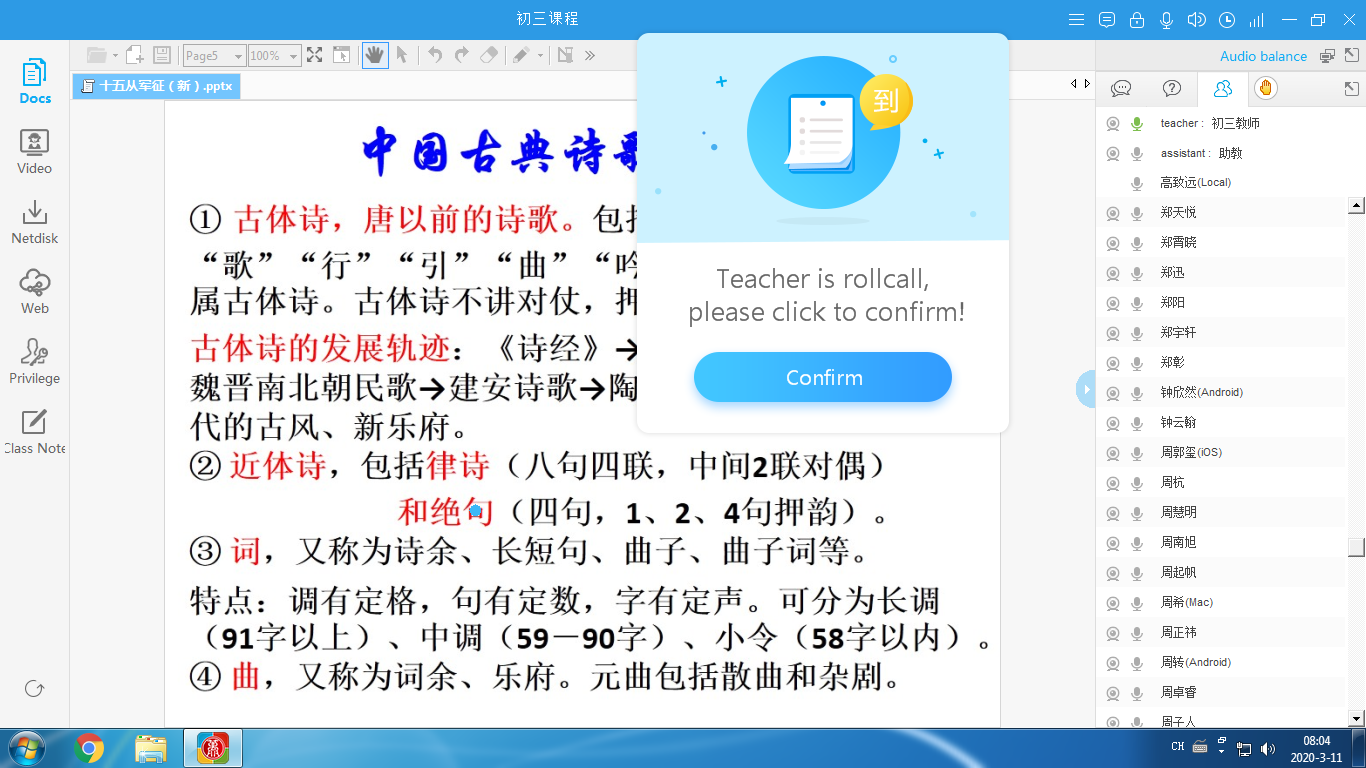 初三课程
Page5
100%
Audio balance
十五从军征（新）.pptx
Docs
Video
Netdisk
Web
Privilege
Class Note
中国古典诗歌
① 古体诗，唐以前的诗歌。包括
“歌”“行”“引”“曲”“吟
属古体诗。古体诗不讲对仗，押
古体诗的发展轨迹：《诗经》→
魏晋南北朝民歌→建安诗歌→陶
代的古风、新乐府。
② 近体诗，包括律诗（八句四联，中间2联对偶）
和绝句（四句，1、2、4句押韵）。
③ 词，又称为诗余、长短句、曲子、曲子词等。
特点：调有定格，句有定数，字有定声。可分为长调
（91字以上）、中调（59－90字）、小令（58字以内）。
④ 曲，又称为词余、乐府。元曲包括散曲和杂剧。
到
Teacher is rollcall,
please click to confirm!
Confirm
teacher : 初三教师
assistant : 助教
高致远(Local)
郑天悦
郑霄晓
郑迅
郑阳
郑宇轩
郑彰
钟欣然(Android)
钟云翰
周郭玺(iOS)
周杭
周慧明
周南旭
周起帆
周希(Mac)
周正祎
周转(Android)
周卓睿
周子人
CH
08:04
2020-3-11